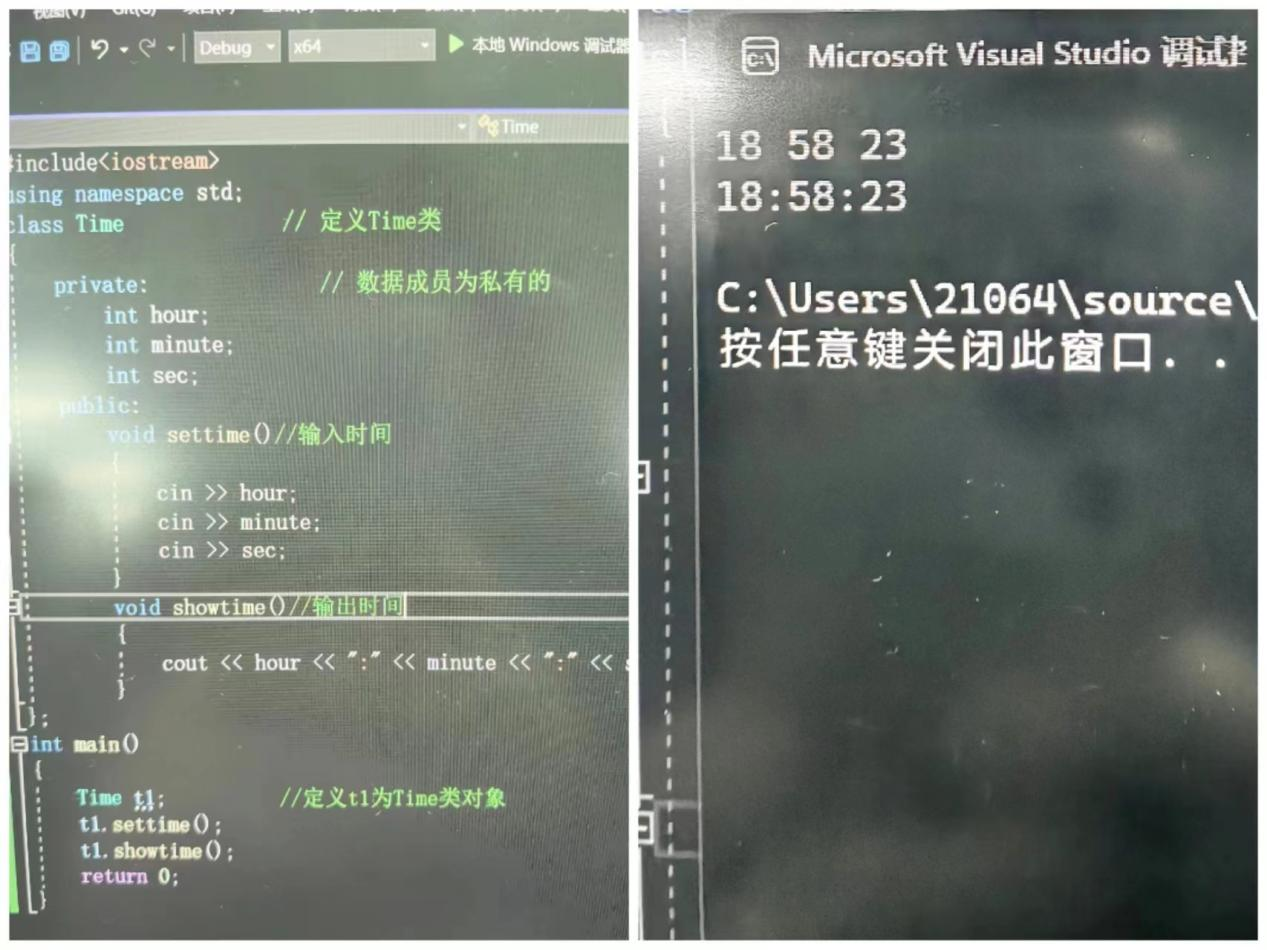 Debug x64 本地 Windows 调试器
Time
#include<iostream>
using namespace std;
class Time // 定义Time类
{
private: // 数据成员为私有的
int hour;
int minute;
int sec;
public:
void settime()//输入时间
{
cin >> hour;
cin >> minute;
cin >> sec;
}
void showtime()//输出时间
{
cout << hour << ":" << minute << ":" <<
}
};
int main()
{
Time t1; //定义t1为Time类对象
t1.settime();
t1.showtime();
return 0;
}
Microsoft Visual Studio 调试
18 58 23
18:58:23
C:\Users\21064\source\
按任意键关闭此窗口. .